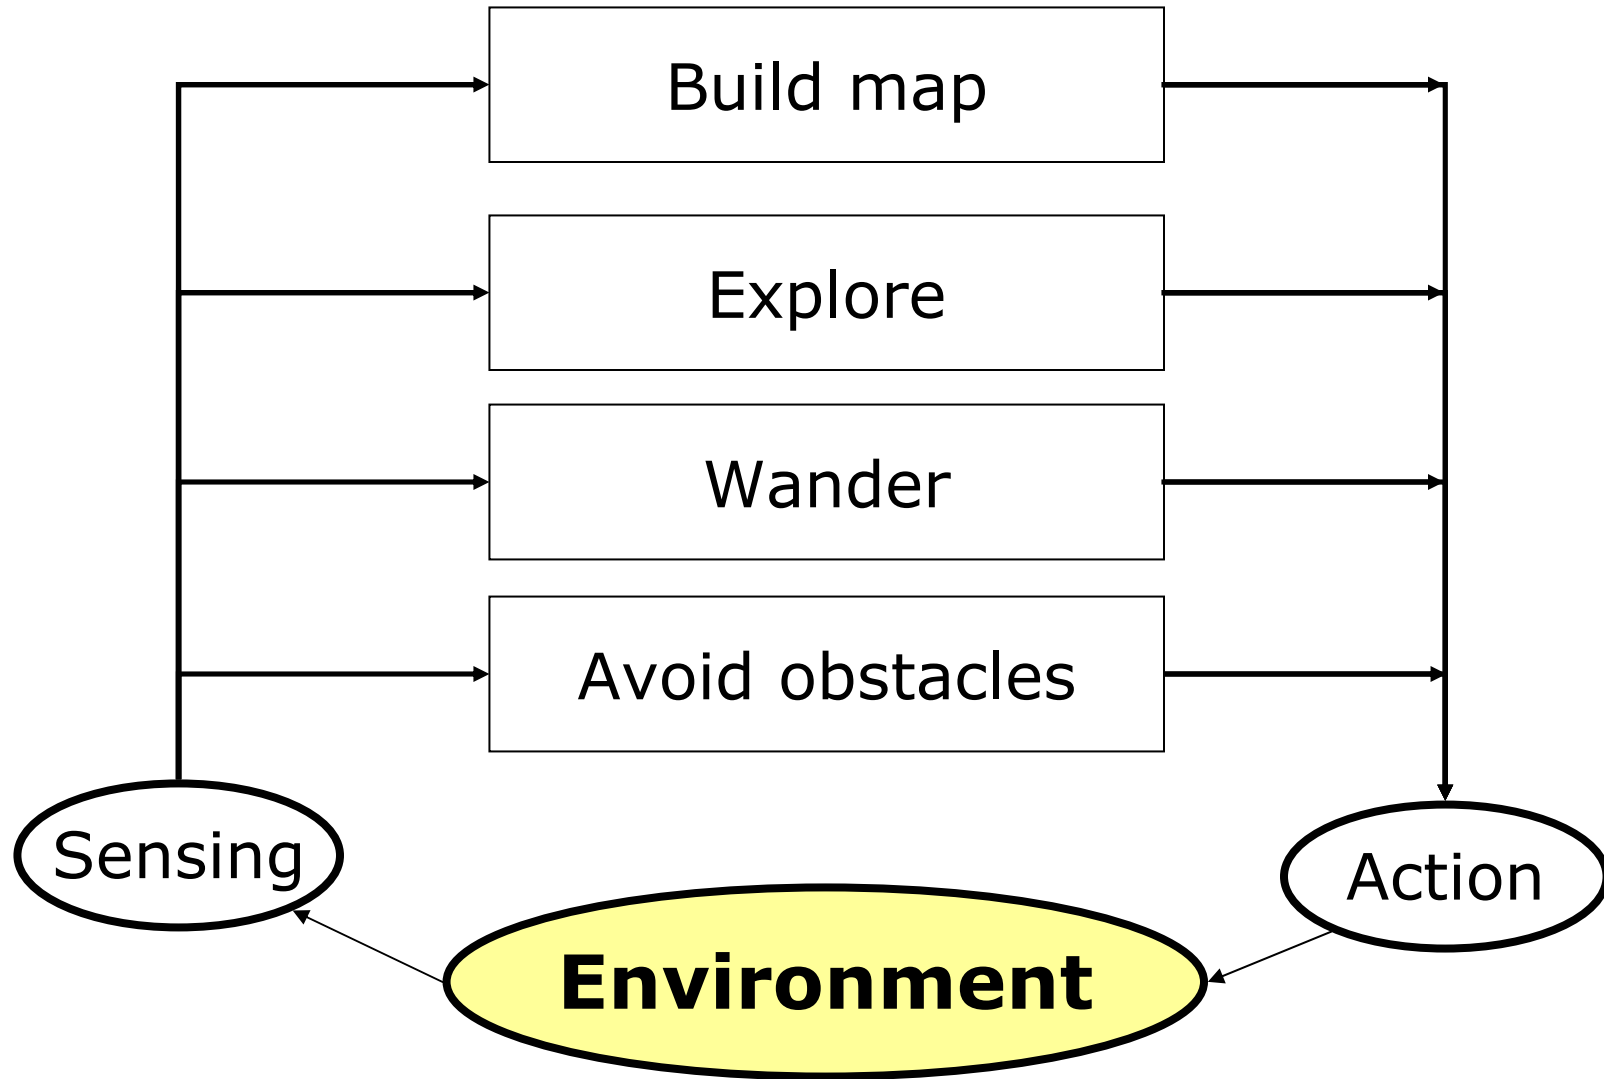 Build map
Explore
Wander
Avoid obstacles
Sensing
Action
Environment